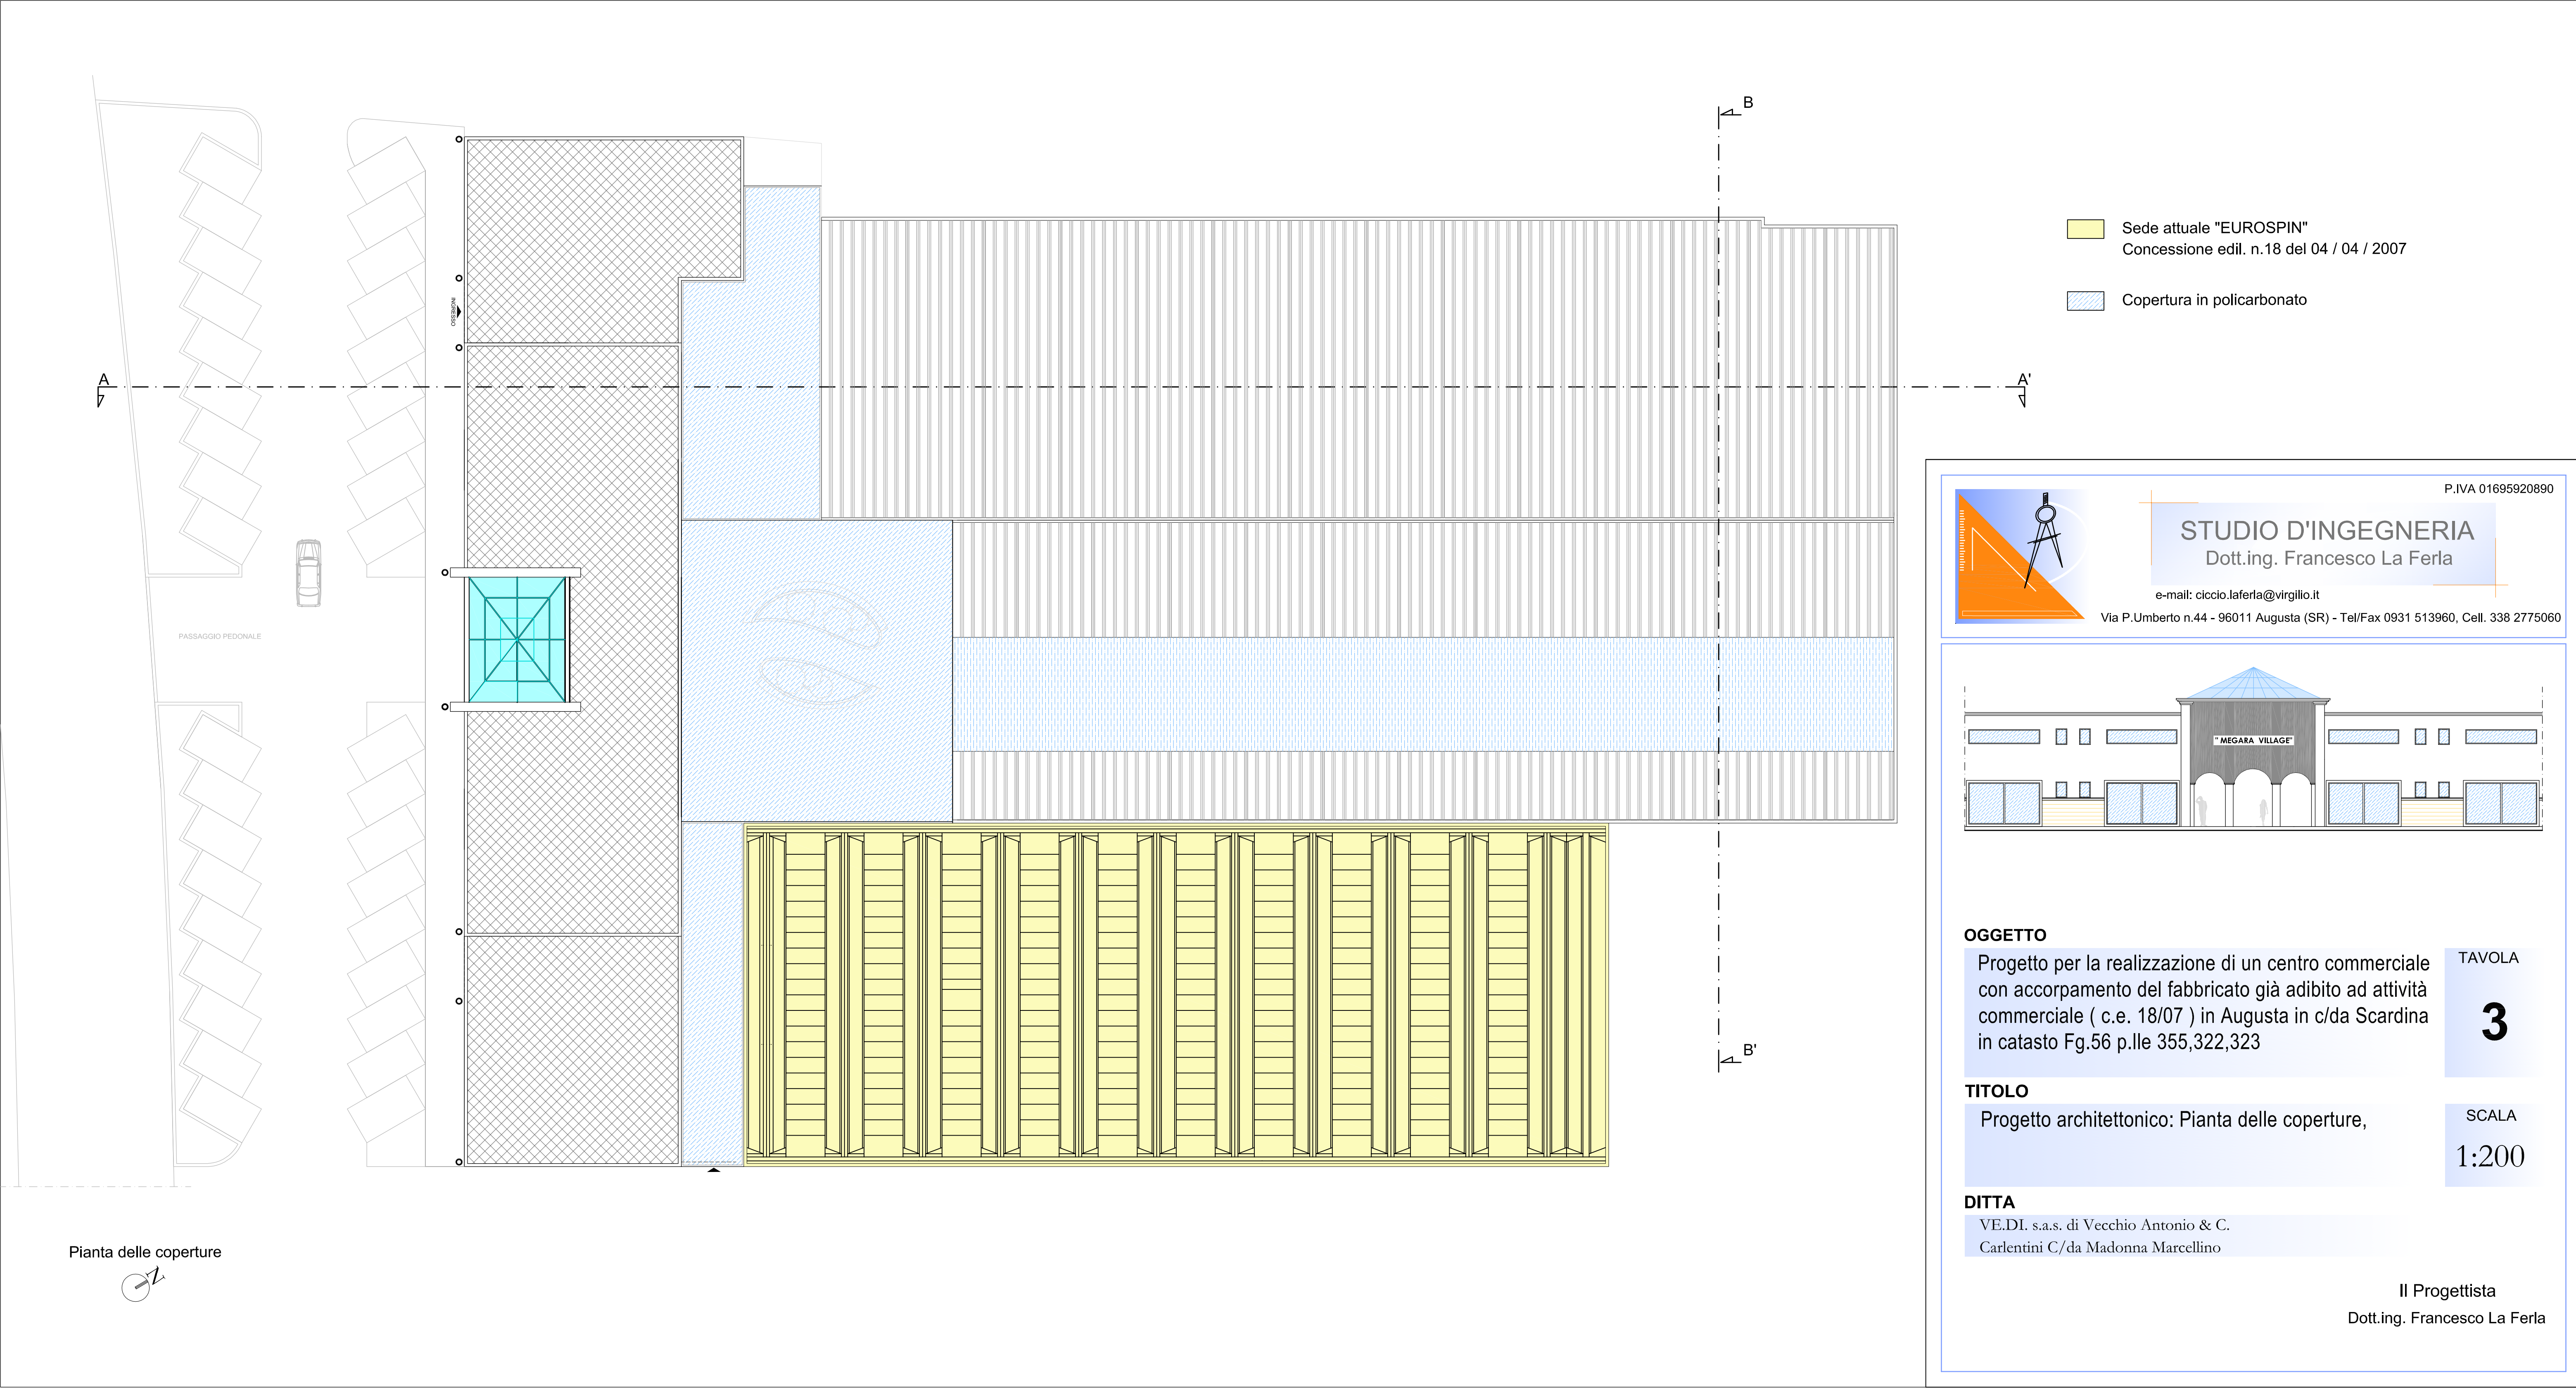 B
Sede attuale "EUROSPIN"
Concessione edil. n.18 del 04 / 04 / 2007
Copertura in policarbonato
INGRESSO
A
A'
P.IVA 01695920890
STUDIO D'INGEGNERIA
Dott.ing. Francesco La Ferla
e-mail: ciccio.laferla@virgilio.it
Via P.Umberto n.44 - 96011 Augusta (SR) - Tel/Fax 0931 513960, Cell. 338 2775060
PASSAGGIO PEDONALE
" MEGARA VILLAGE"
OGGETTO
Progetto per la realizzazione di un centro commerciale
con accorpamento del fabbricato già adibito ad attività
commerciale ( c.e. 18/07 ) in Augusta in c/da Scardina
in catasto Fg.56 p.lle 355,322,323
TAVOLA
3
B'
TITOLO
Progetto architettonico: Pianta delle coperture,
SCALA
1:200
DITTA
VE.DI. s.a.s. di Vecchio Antonio & C.
Carlentini C/da Madonna Marcellino
Pianta delle coperture
N
Il Progettista
Dott.ing. Francesco La Ferla